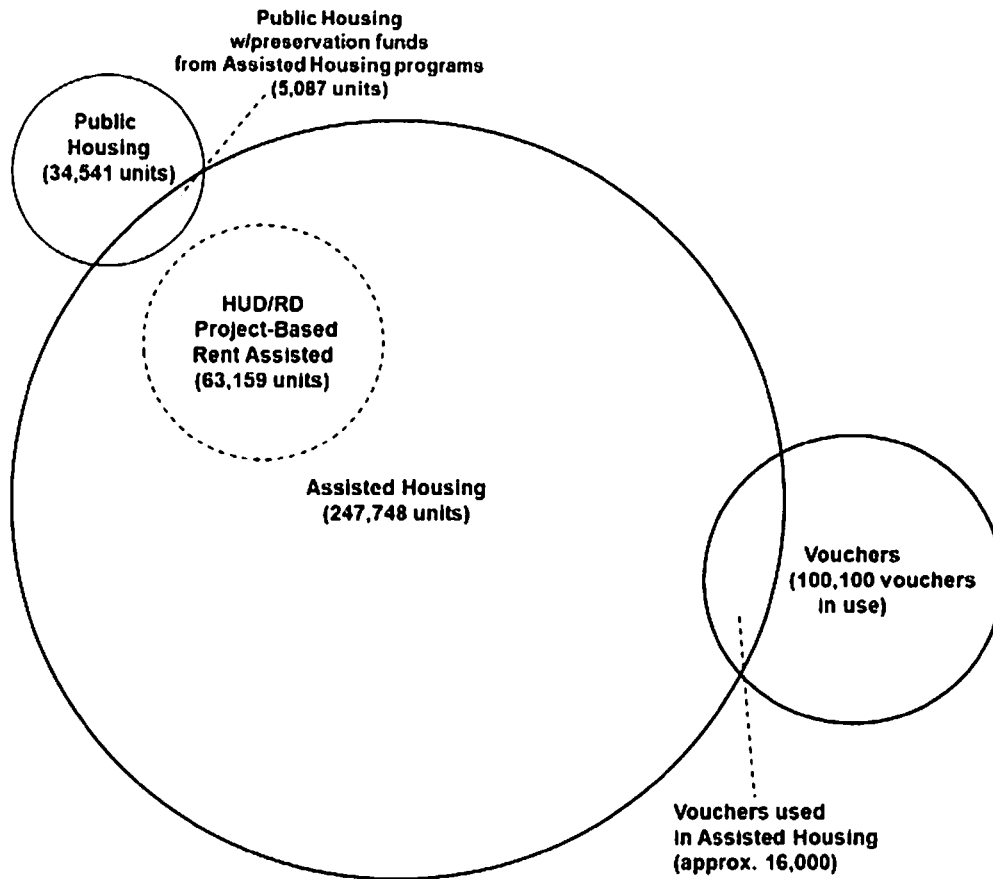 Public Housing
w/preservation funds
from Assisted Housing programs
(5,087 units)
Public
Housing
(34,541 units)
HUD/RD
Project-Based
Rent Assisted
(63,159 units)
Assisted Housing
(247,748 units)
Vouchers
(100,100 vouchers
in use)
Vouchers used
in Assisted Housing
(approx. 16,000)